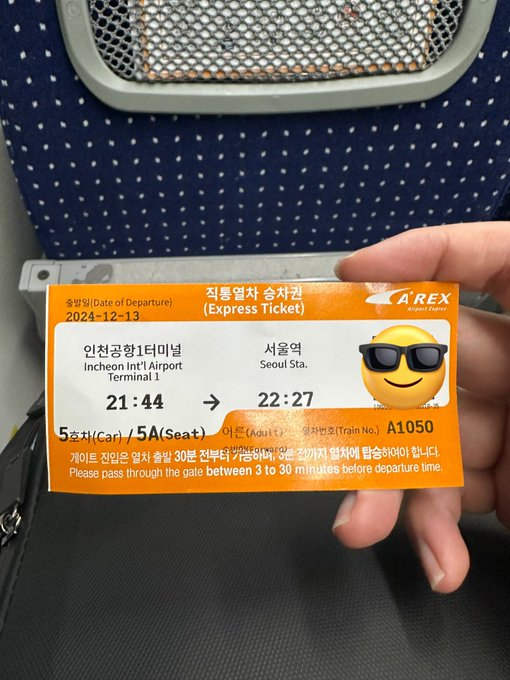 직통열차 승차권
(Express Ticket)
A'REX
Airport Express
출발일(Date of Departure)
2024-12-13
인천공항1터미널
Incheon Int'l Airport
Terminal 1
서울역
Seoul Sta.
21:44 → 22:27
5호차(Car) / 5A(Seat) 어른(Adult) 열차번호(Train No.) A1050
순방향(Forward)
게이트 진입은 열차 출발 30분 전부터 가능하며, 3분 전까지 열차에 탑승하여야 합니다.
Please pass through the gate between 3 to 30 minutes before departure time.